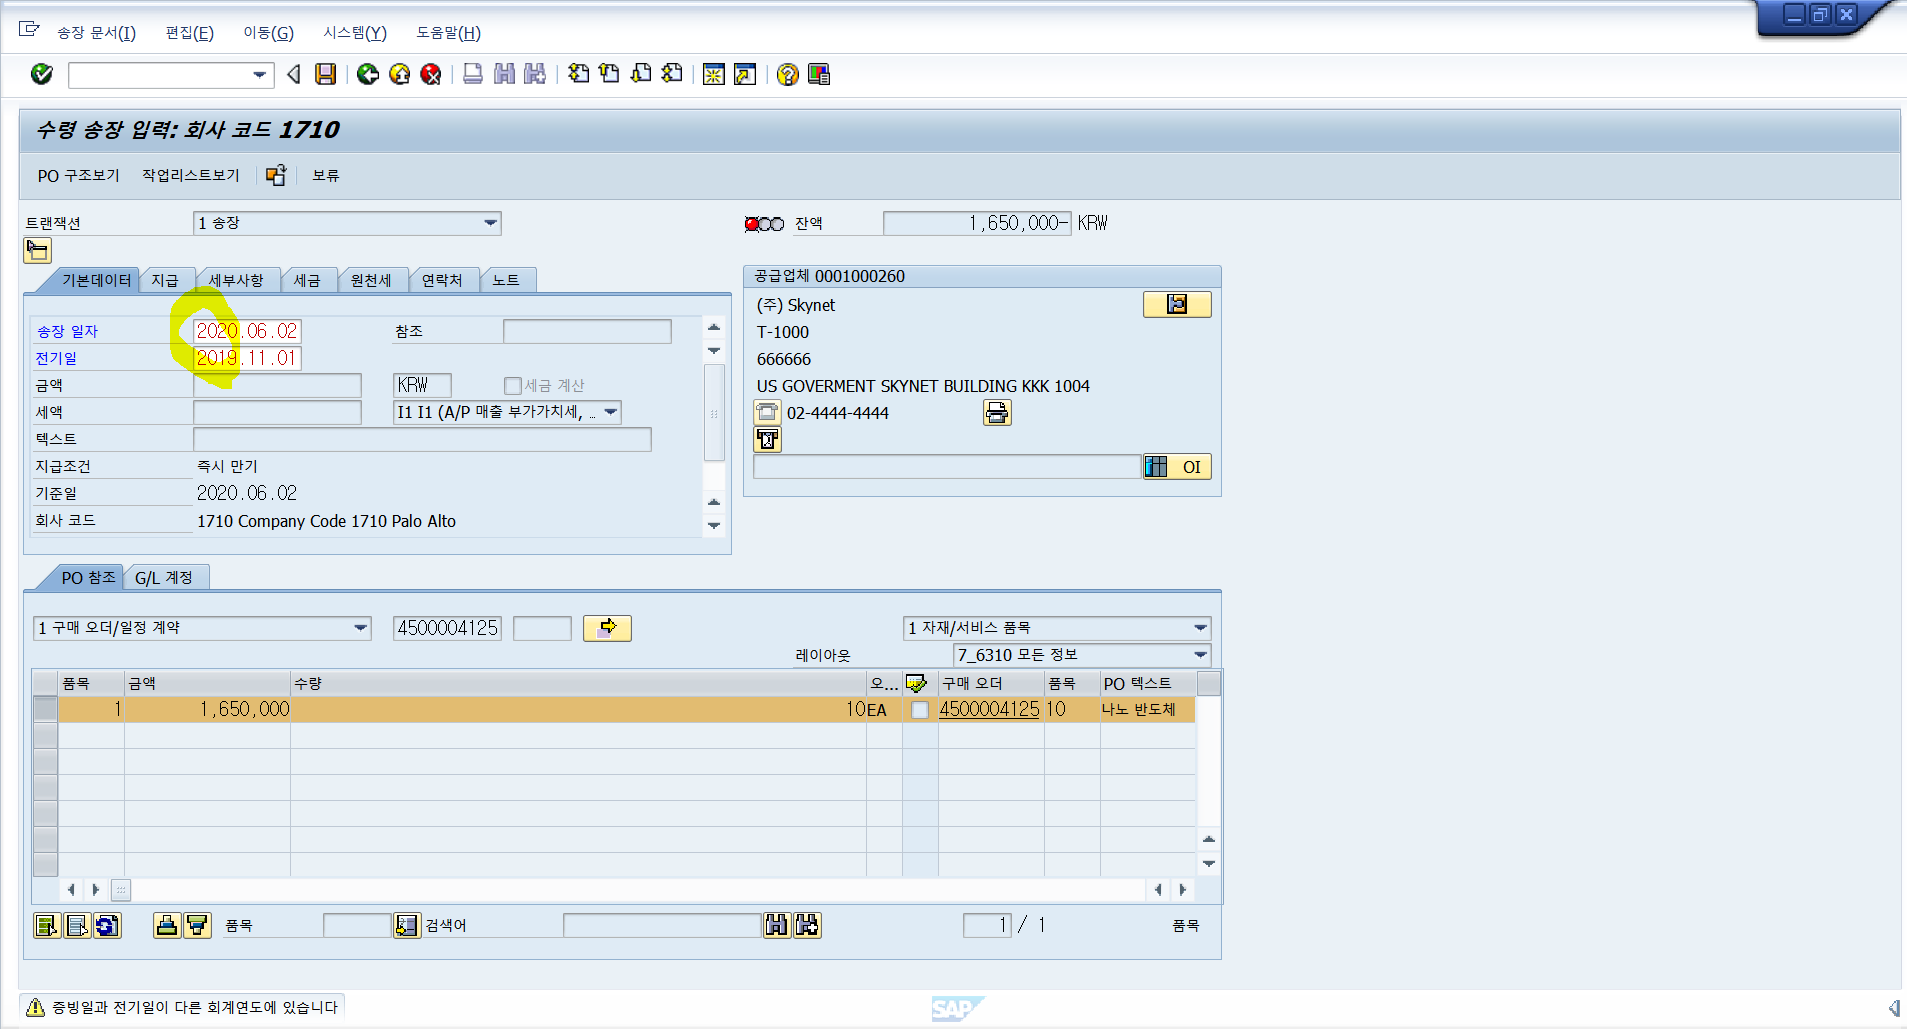 송장 문서(I) 편집(E) 이동(G) 시스템(Y) 도움말(H)
수령 송장 입력: 회사 코드 1710
PO 구조보기 작업리스트보기 보류
트랜잭션 1 송장 잔액 1,650,000- KRW
기본데이터 지급 세부사항 세금 원천세 연락처 노트
송장 일자 2020.06.02 참조
전기일 2019.11.01
금액 KRW 세금 계산
세액 I1 I1 (A/P 매출 부가가치세, ..
텍스트
지급조건 즉시 만기
기준일 2020.06.02
회사 코드 1710 Company Code 1710 Palo Alto
공급업체 0001000260
(주) Skynet
T-1000
666666
US GOVERMENT SKYNET BUILDING KKK 1004
02-4444-4444
OI
PO 참조 G/L 계정
1 구매 오더/일정 계약 4500004125 1 자재/서비스 품목
레이아웃 7_6310 모든 정보
품목 금액 수량 오... 구매 오더 품목 PO 텍스트
1 1,650,000 10 EA 4500004125 10 나노 반도체
품목 검색어 1 / 1 품목
증빙일과 전기일이 다른 회계연도에 있습니다
SAP